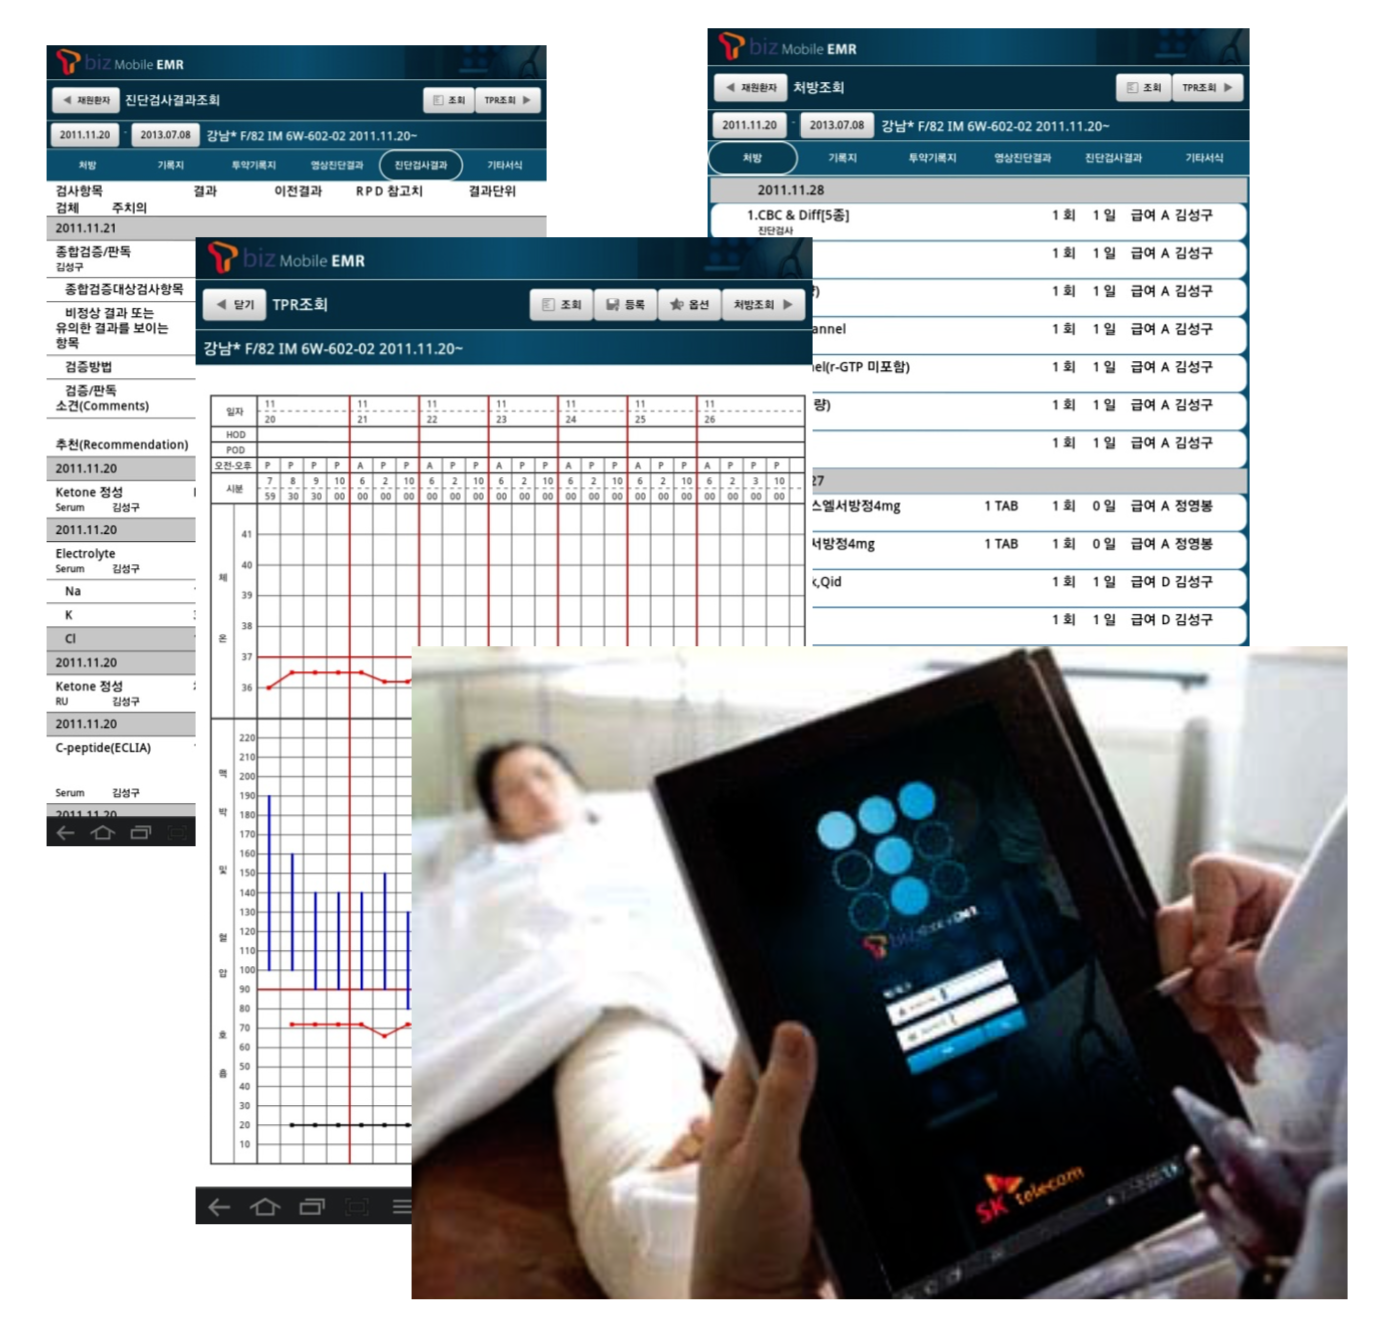 biz Mobile EMR
재원환자 진단검사결과조회 조회 TPR조회
2011.11.20 - 2013.07.08 강남* F/82 IM 6W-602-02 2011.11.20~
처방 기록지 투약기록지 영상진단결과 진단검사결과 기타서식
검사항목 결과 이전결과 R P D 참고치 결과단위
검체 주치의
2011.11.21
종합검증/판독
김성구
종합검증대상검사항목
비정상 결과 또는
유의한 결과를 보이는
항목
검증방법
검증/판독
소견(Comments)
추천(Recommendation)
2011.11.20
Ketone 정성
Serum 김성구
2011.11.20
Electrolyte
Serum 김성구
Na
K
Cl
2011.11.20
Ketone 정성
RU 김성구
2011.11.20
C-peptide(ECLIA)
Serum 김성구
2011.11.20
biz Mobile EMR
닫기 TPR조회 조회 등록 옵션 처방조회
강남* F/82 IM 6W-602-02 2011.11.20~
일자 11 11 11 11 11 11 11
20 21 22 23 24 25 26
HOD
POD
오전-오후 P P P P A P P A P P A P P A P P A P P A P P P
시분 7 8 9 10 6 2 10 6 2 10 6 2 10 6 2 10 6 2 10 6 2 3 10
59 30 30 00 00 00 00 00 00 00 00 00 00 00 00 00 00 00 00 00 00 00 00
41
40
체
39
38
온
37
36
220
210
맥
200
190
박
180
170
160
및
150
140
130
혈
120
110
압
100
90
80
70
호
60
50
흡
40
30
20
10
biz Mobile EMR
재원환자 처방조회 조회 TPR조회
2011.11.20 - 2013.07.08 강남* F/82 IM 6W-602-02 2011.11.20~
처방 기록지 투약기록지 영상진단결과 진단검사결과 기타서식
2011.11.28
1.CBC & Diff[5종] 1 회 1 일 급여 A 김성구
진단검사
1 회 1 일 급여 A 김성구
) 1 회 1 일 급여 A 김성구
annel 1 회 1 일 급여 A 김성구
el(r-GTP 미포함) 1 회 1 일 급여 A 김성구
량) 1 회 1 일 급여 A 김성구
1 회 1 일 급여 A 김성구
27
스엘서방정4mg 1 TAB 1 회 0 일 급여 A 정영봉
서방정4mg 1 TAB 1 회 0 일 급여 A 정영봉
,Qid 1 회 1 일 급여 D 김성구
1 회 1 일 급여 D 김성구
biz EMR
SK telecom